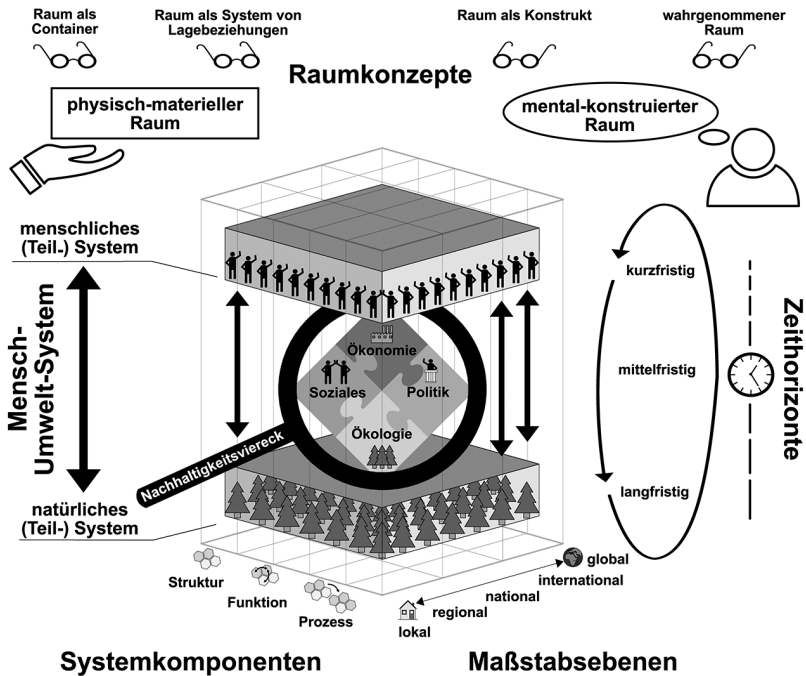 Raum als
Container
Raum als System von
Lagebeziehungen
Raum als Konstrukt
wahrgenommener
Raum
Raumkonzepte
physisch-materieller
Raum
mental-konstruierter
Raum
menschliches
(Teil-) System
Mensch-
Umwelt-System
natürliches
(Teil-) System
Ökonomie
Soziales
Politik
Ökologie
Nachhaltigkeitsviereck
kurzfristig
mittelfristig
langfristig
Zeithorizonte
Struktur
Funktion
Prozess
global
international
national
regional
lokal
Systemkomponenten
Maßstabsebenen